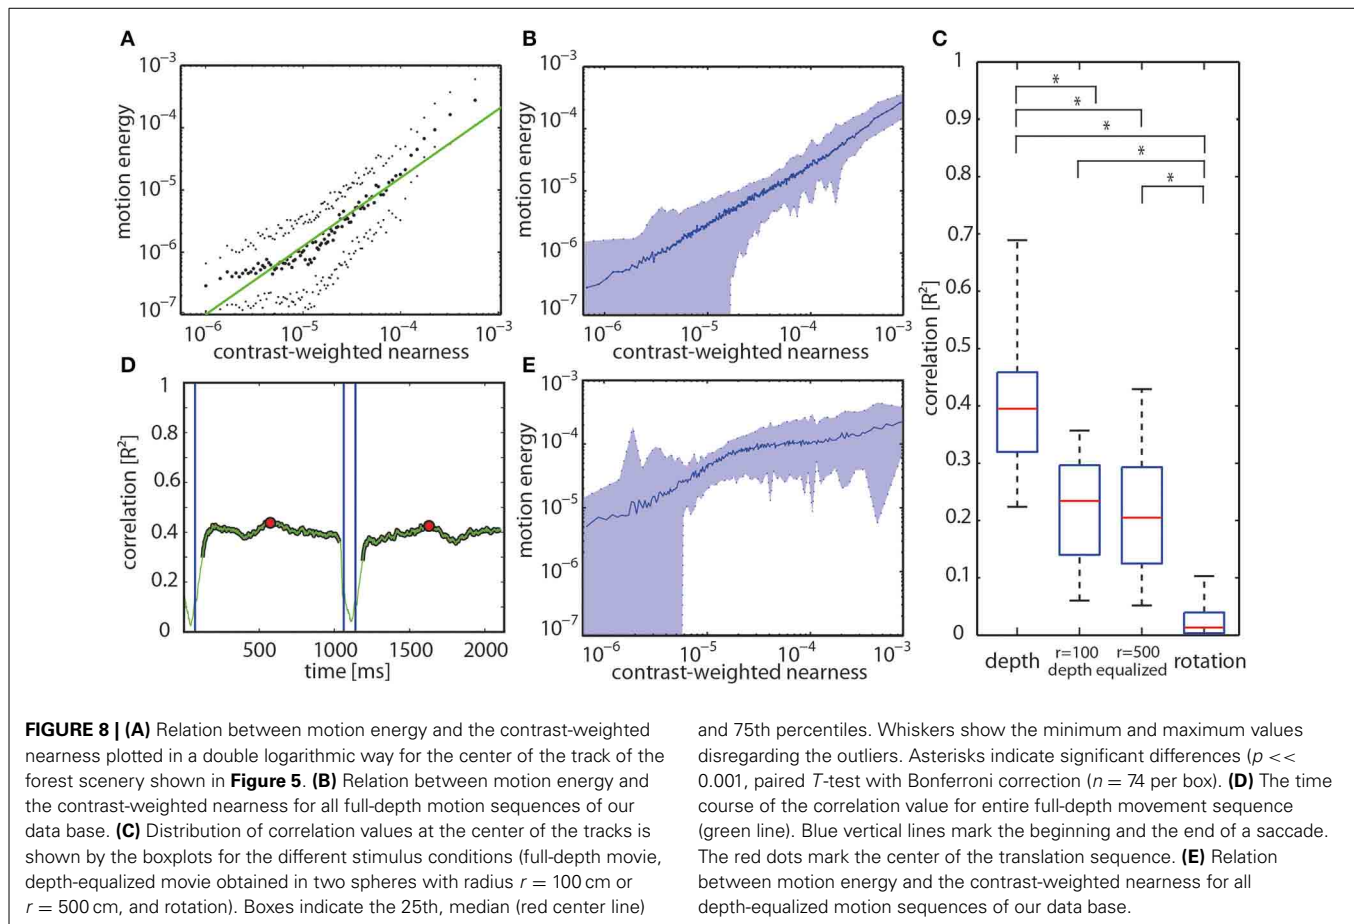 A
10−3
10−4
10−5
10−6
10−7
motion energy
10−6
10−5
10−4
10−3
contrast-weighted nearness
B
10−3
10−4
10−5
10−6
10−7
motion energy
10−6
10−5
10−4
10−3
contrast-weighted nearness
C
1
0.9
0.8
0.7
0.6
0.5
0.4
0.3
0.2
0.1
0
correlation [R²]
*
*
*
*
*
depth
r=100
r=500
depth equalized
rotation
D
1
0.8
0.6
0.4
0.2
0
correlation [R²]
500
1000
1500
2000
time [ms]
E
10−3
10−4
10−5
10−6
10−7
motion energy
10−6
10−5
10−4
10−3
contrast-weighted nearness
FIGURE 8 | (A) Relation between motion energy and the contrast-weighted
nearness plotted in a double logarithmic way for the center of the track of the
forest scenery shown in Figure 5. (B) Relation between motion energy and
the contrast-weighted nearness for all full-depth motion sequences of our
data base. (C) Distribution of correlation values at the center of the tracks is
shown by the boxplots for the different stimulus conditions (full-depth movie,
depth-equalized movie obtained in two spheres with radius r = 100 cm or
r = 500 cm, and rotation). Boxes indicate the 25th, median (red center line)
and 75th percentiles. Whiskers show the minimum and maximum values
disregarding the outliers. Asterisks indicate significant differences (p <<
0.001, paired T-test with Bonferroni correction (n = 74 per box). (D) The time
course of the correlation value for entire full-depth movement sequence
(green line). Blue vertical lines mark the beginning and the end of a saccade.
The red dots mark the center of the translation sequence. (E) Relation
between motion energy and the contrast-weighted nearness for all
depth-equalized motion sequences of our data base.